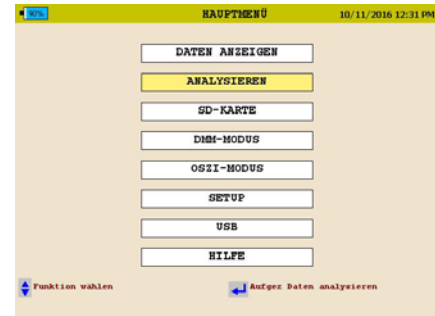 90% HAUPTMENÜ 10/11/2016 12:31 PM
DATEN ANZEIGEN
ANALYSIEREN
SD-KARTE
DMM-MODUS
OSZI-MODUS
SETUP
USB
HILFE
Funktion wählen Aufgez Daten analysieren